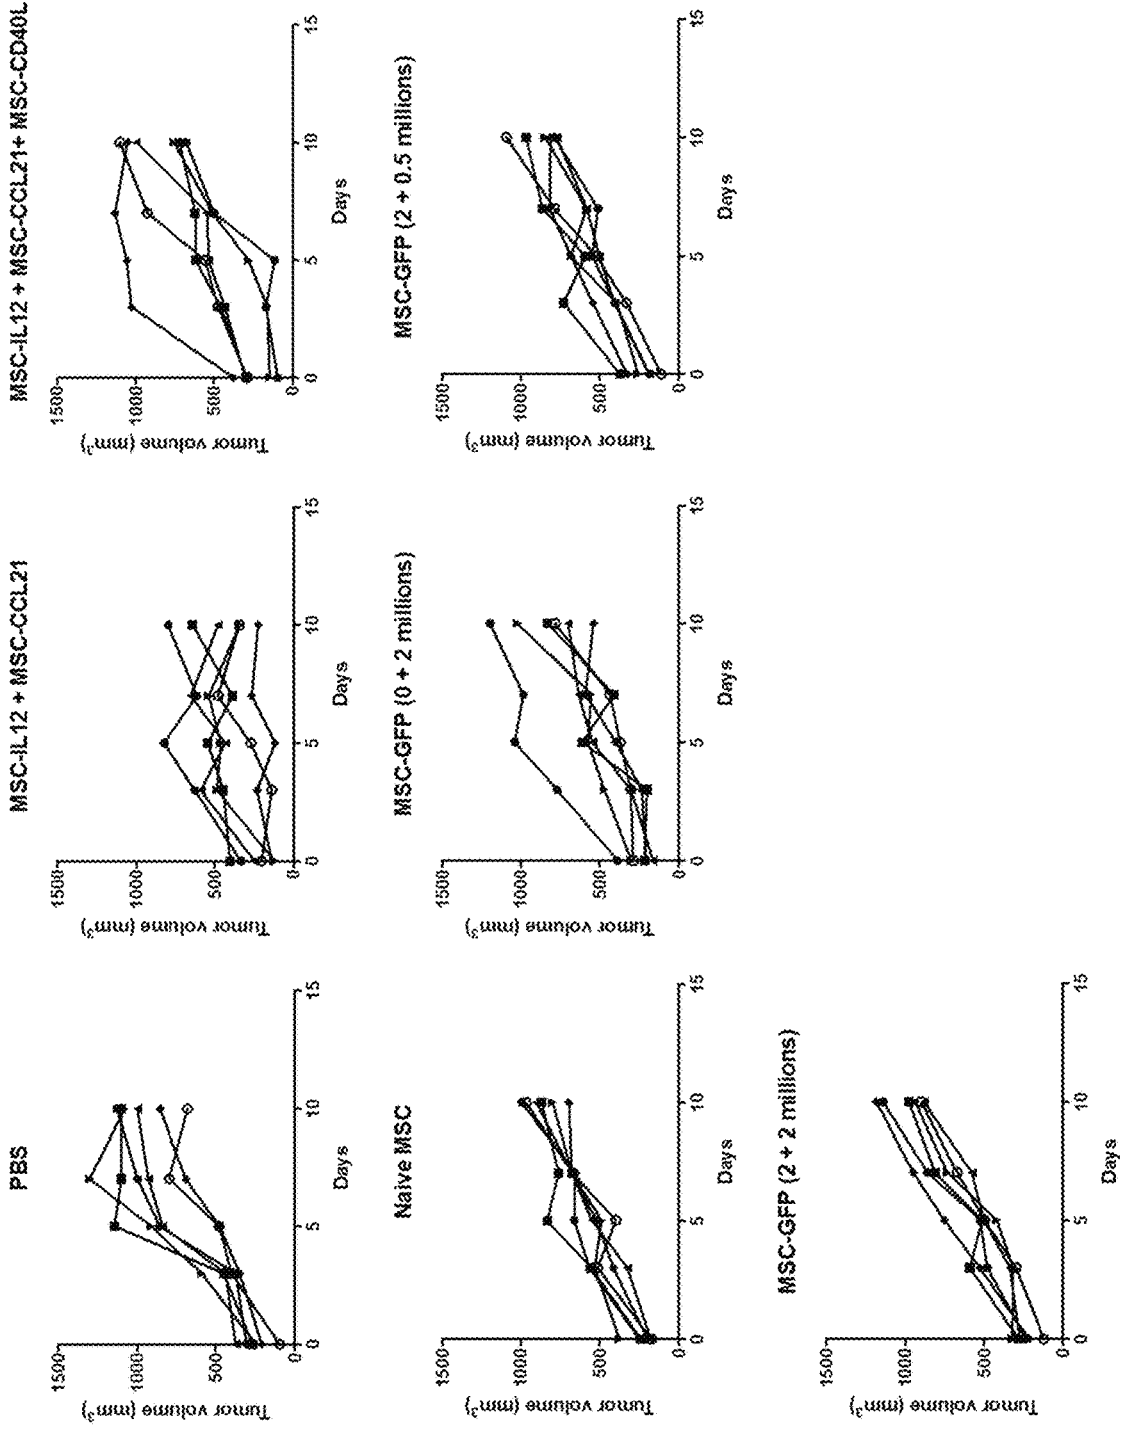 PBS
Tumor volume (mm³)
1500
1000
500
0
0
5
10
15
Days
MSC-IL12 + MSC-CCL21
Tumor volume (mm³)
1500
1000
500
0
0
5
10
15
Days
MSC-IL12 + MSC-CCL21+ MSC-CD40L
Tumor volume (mm³)
1500
1000
500
0
0
5
10
15
Days
Naive MSC
Tumor volume (mm³)
1500
1000
500
0
0
5
10
15
Days
MSC-GFP (0 + 2 millions)
Tumor volume (mm³)
1500
1000
500
0
0
5
10
15
Days
MSC-GFP (2 + 0.5 millions)
Tumor volume (mm³)
1500
1000
500
0
0
5
10
15
Days
MSC-GFP (2 + 2 millions)
Tumor volume (mm³)
1500
1000
500
0
0
5
10
15
Days